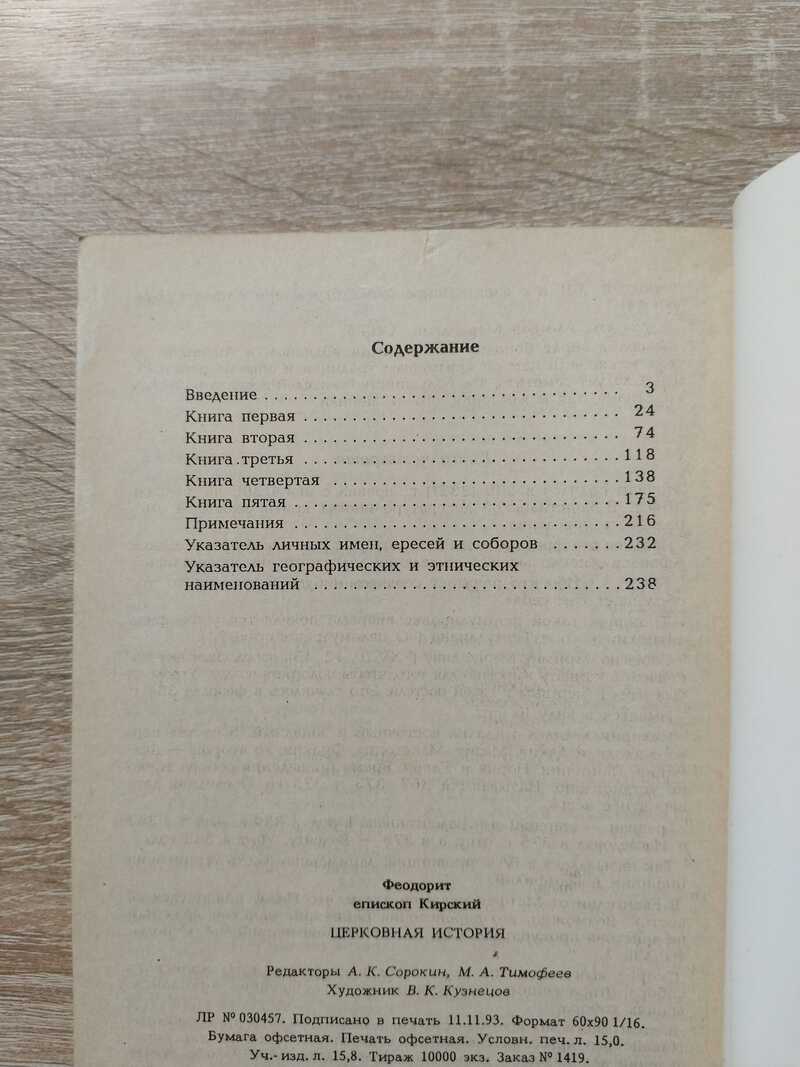 Содержание
Введение . . . . . . . . . . . . . . . . . . . . . . . . . . . . . . . . . . 3
Книга первая . . . . . . . . . . . . . . . . . . . . . . . . . . . . . . 24
Книга вторая . . . . . . . . . . . . . . . . . . . . . . . . . . . . . . 74
Книга.третья . . . . . . . . . . . . . . . . . . . . . . . . . . . . . . 118
Книга четвертая . . . . . . . . . . . . . . . . . . . . . . . . . . . 138
Книга пятая . . . . . . . . . . . . . . . . . . . . . . . . . . . . . . . 175
Примечания . . . . . . . . . . . . . . . . . . . . . . . . . . . . . . . 216
Указатель личных имен, ересей и соборов . . . . . . . 232
Указатель географических и этнических
наименований . . . . . . . . . . . . . . . . . . . . . . . . . . . . . 238
Феодорит
епископ Кирский
ЦЕРКОВНАЯ ИСТОРИЯ
Редакторы А. К. Сорокин, М. А. Тимофеев
Художник В. К. Кузнецов
ЛР № 030457. Подписано в печать 11.11.93. Формат 60х90 1/16.
Бумага офсетная. Печать офсетная. Условн. печ. л. 15,0.
Уч.-изд. л. 15,8. Тираж 10000 экз. Заказ № 1419.